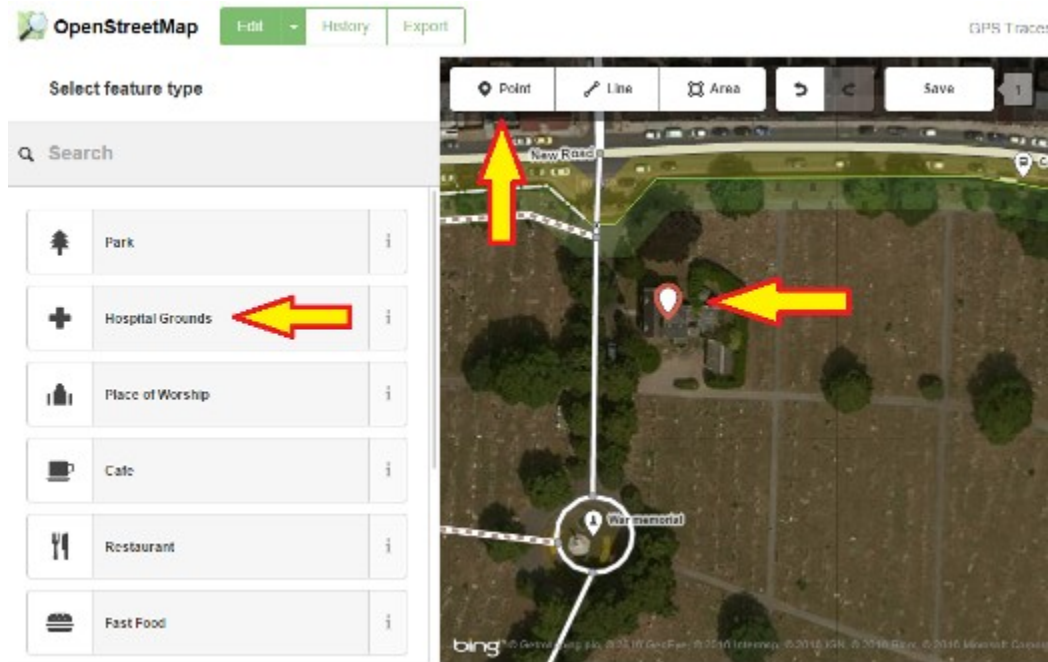 OpenStreetMap
Edit
History
Export
GPS Traces
Select feature type
Point
Line
Area
Save
1
Search
New Road
Park
i
Hospital Grounds
i
Place of Worship
i
Cafe
i
War memorial
Restaurant
i
Fast Food
i
bing